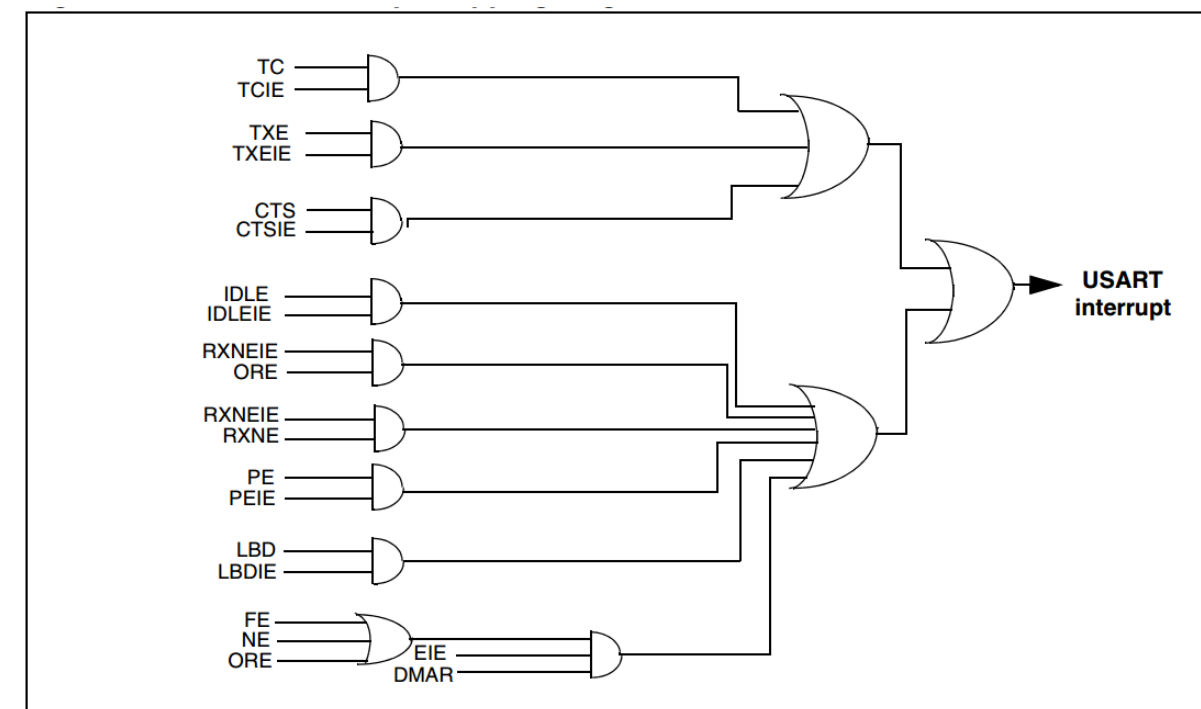 TC
TCIE
TXE
TXEIE
CTS
CTSIE
IDLE
IDLEIE
RXNEIE
ORE
RXNEIE
RXNE
PE
PEIE
LBD
LBDIE
FE
NE
ORE
EIE
DMAR
USART
interrupt